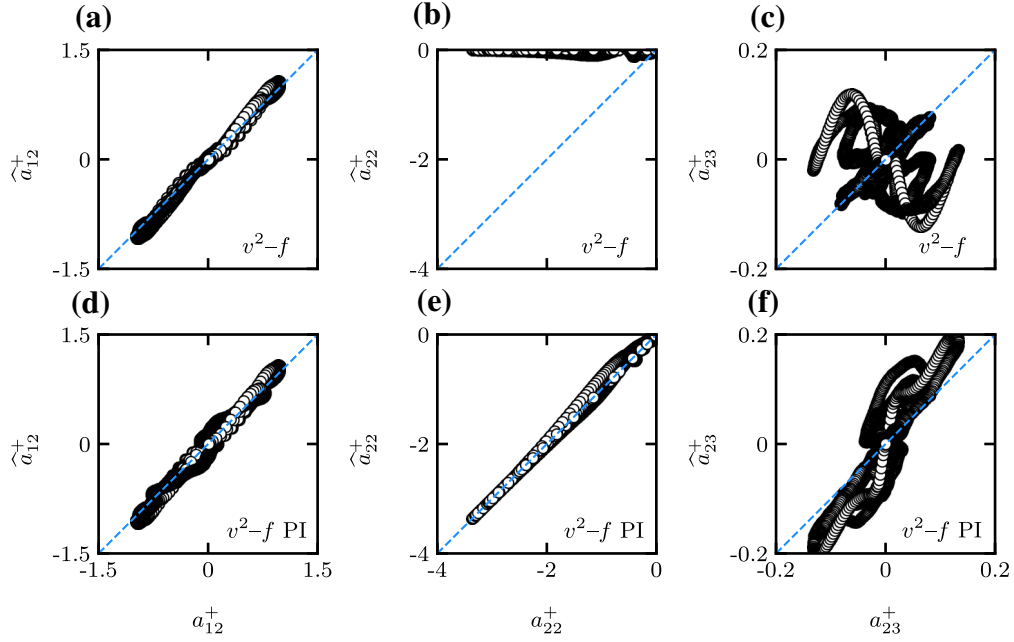 (a) (b) (c)
1.5 0 -1.5 $\widehat{a}_{12}^{+}$ $v^2$–$f$
0 -2 -4 $\widehat{a}_{22}^{+}$ $v^2$–$f$
0.2 0 -0.2 $\widehat{a}_{23}^{+}$ $v^2$–$f$
(d) (e) (f)
1.5 0 -1.5 $\widehat{a}_{12}^{+}$ $v^2$–$f$ PI
0 -2 -4 $\widehat{a}_{22}^{+}$ $v^2$–$f$ PI
0.2 0 -0.2 $\widehat{a}_{23}^{+}$ $v^2$–$f$ PI
-1.5 0 1.5 -4 -2 0 -0.2 0 0.2
$a_{12}^{+}$ $a_{22}^{+}$ $a_{23}^{+}$